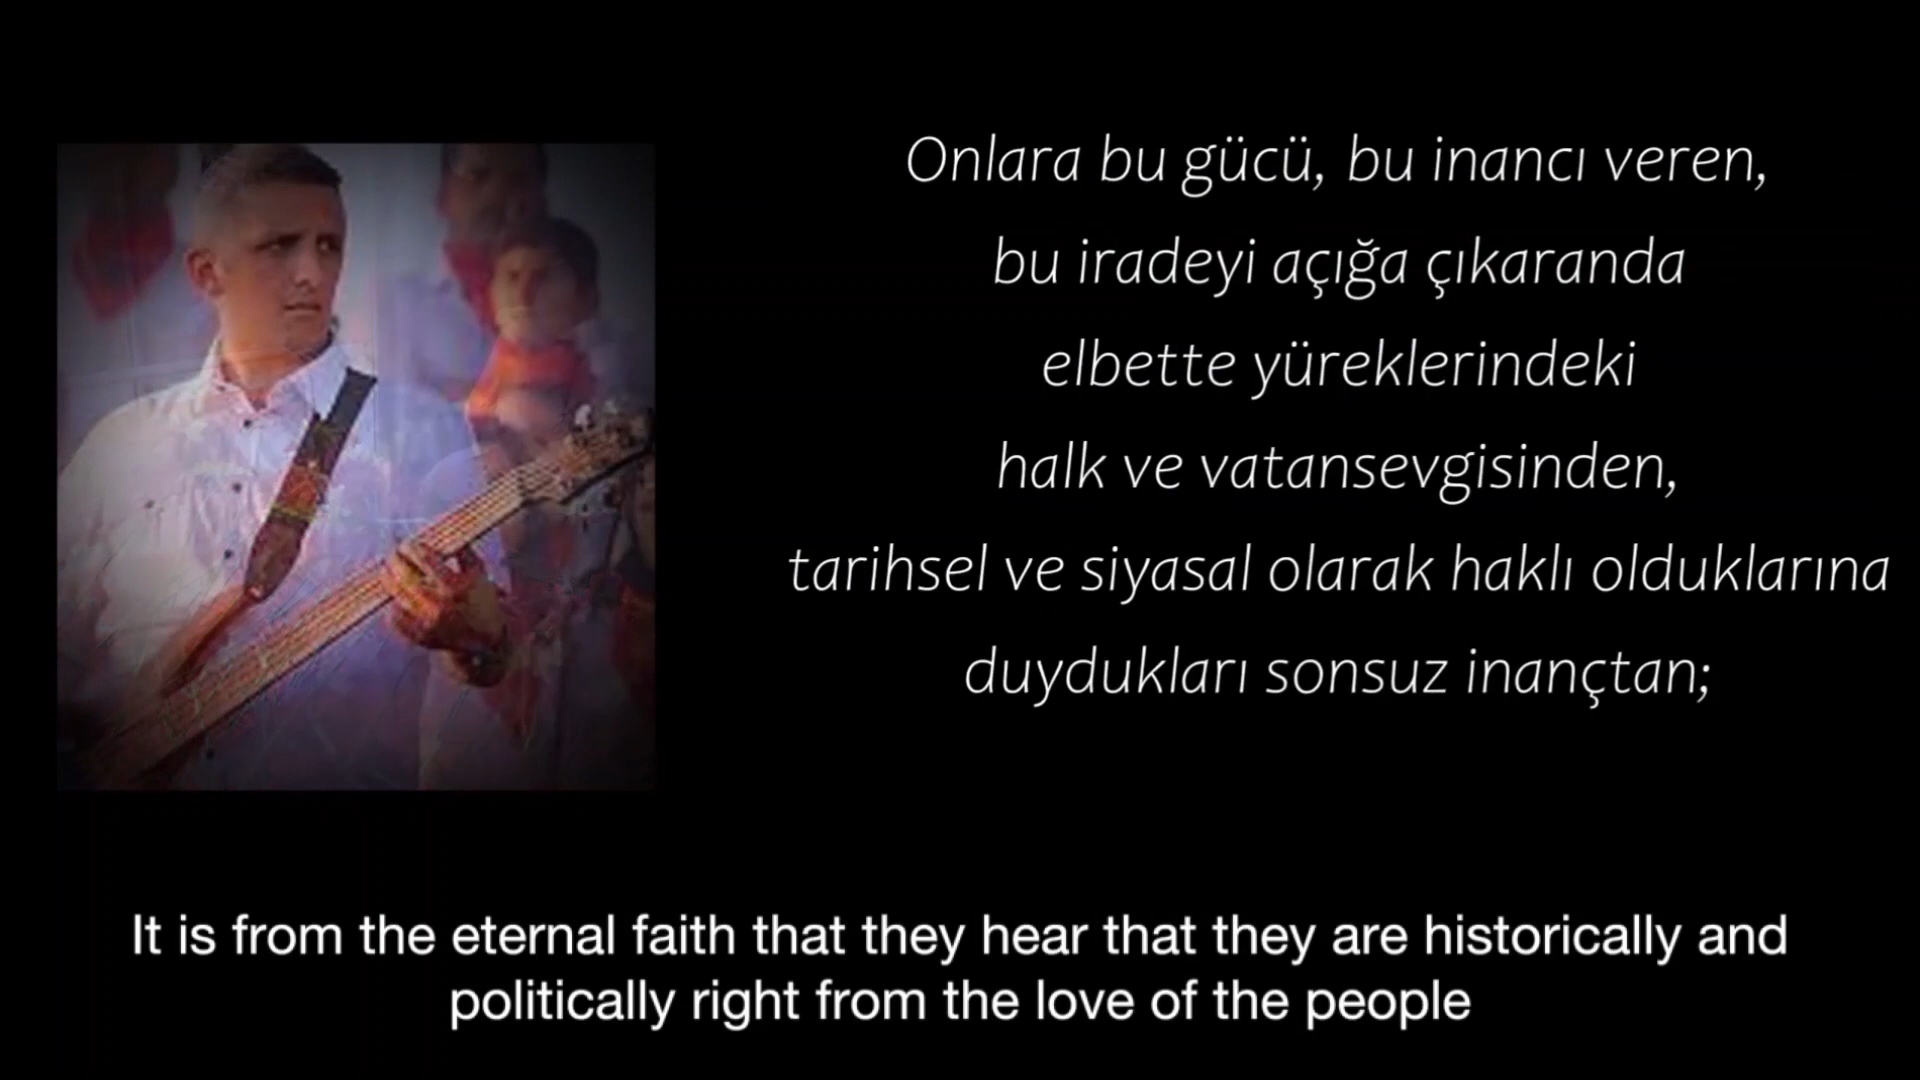 Onlara bu gücü, bu inancı veren,
bu iradeyi açığa çıkaranda
elbette yüreklerindeki
halk ve vatansevgisinden,
tarihsel ve siyasal olarak haklı olduklarına
duydukları sonsuz inançtan;
It is from the eternal faith that they hear that they are historically and
politically right from the love of the people